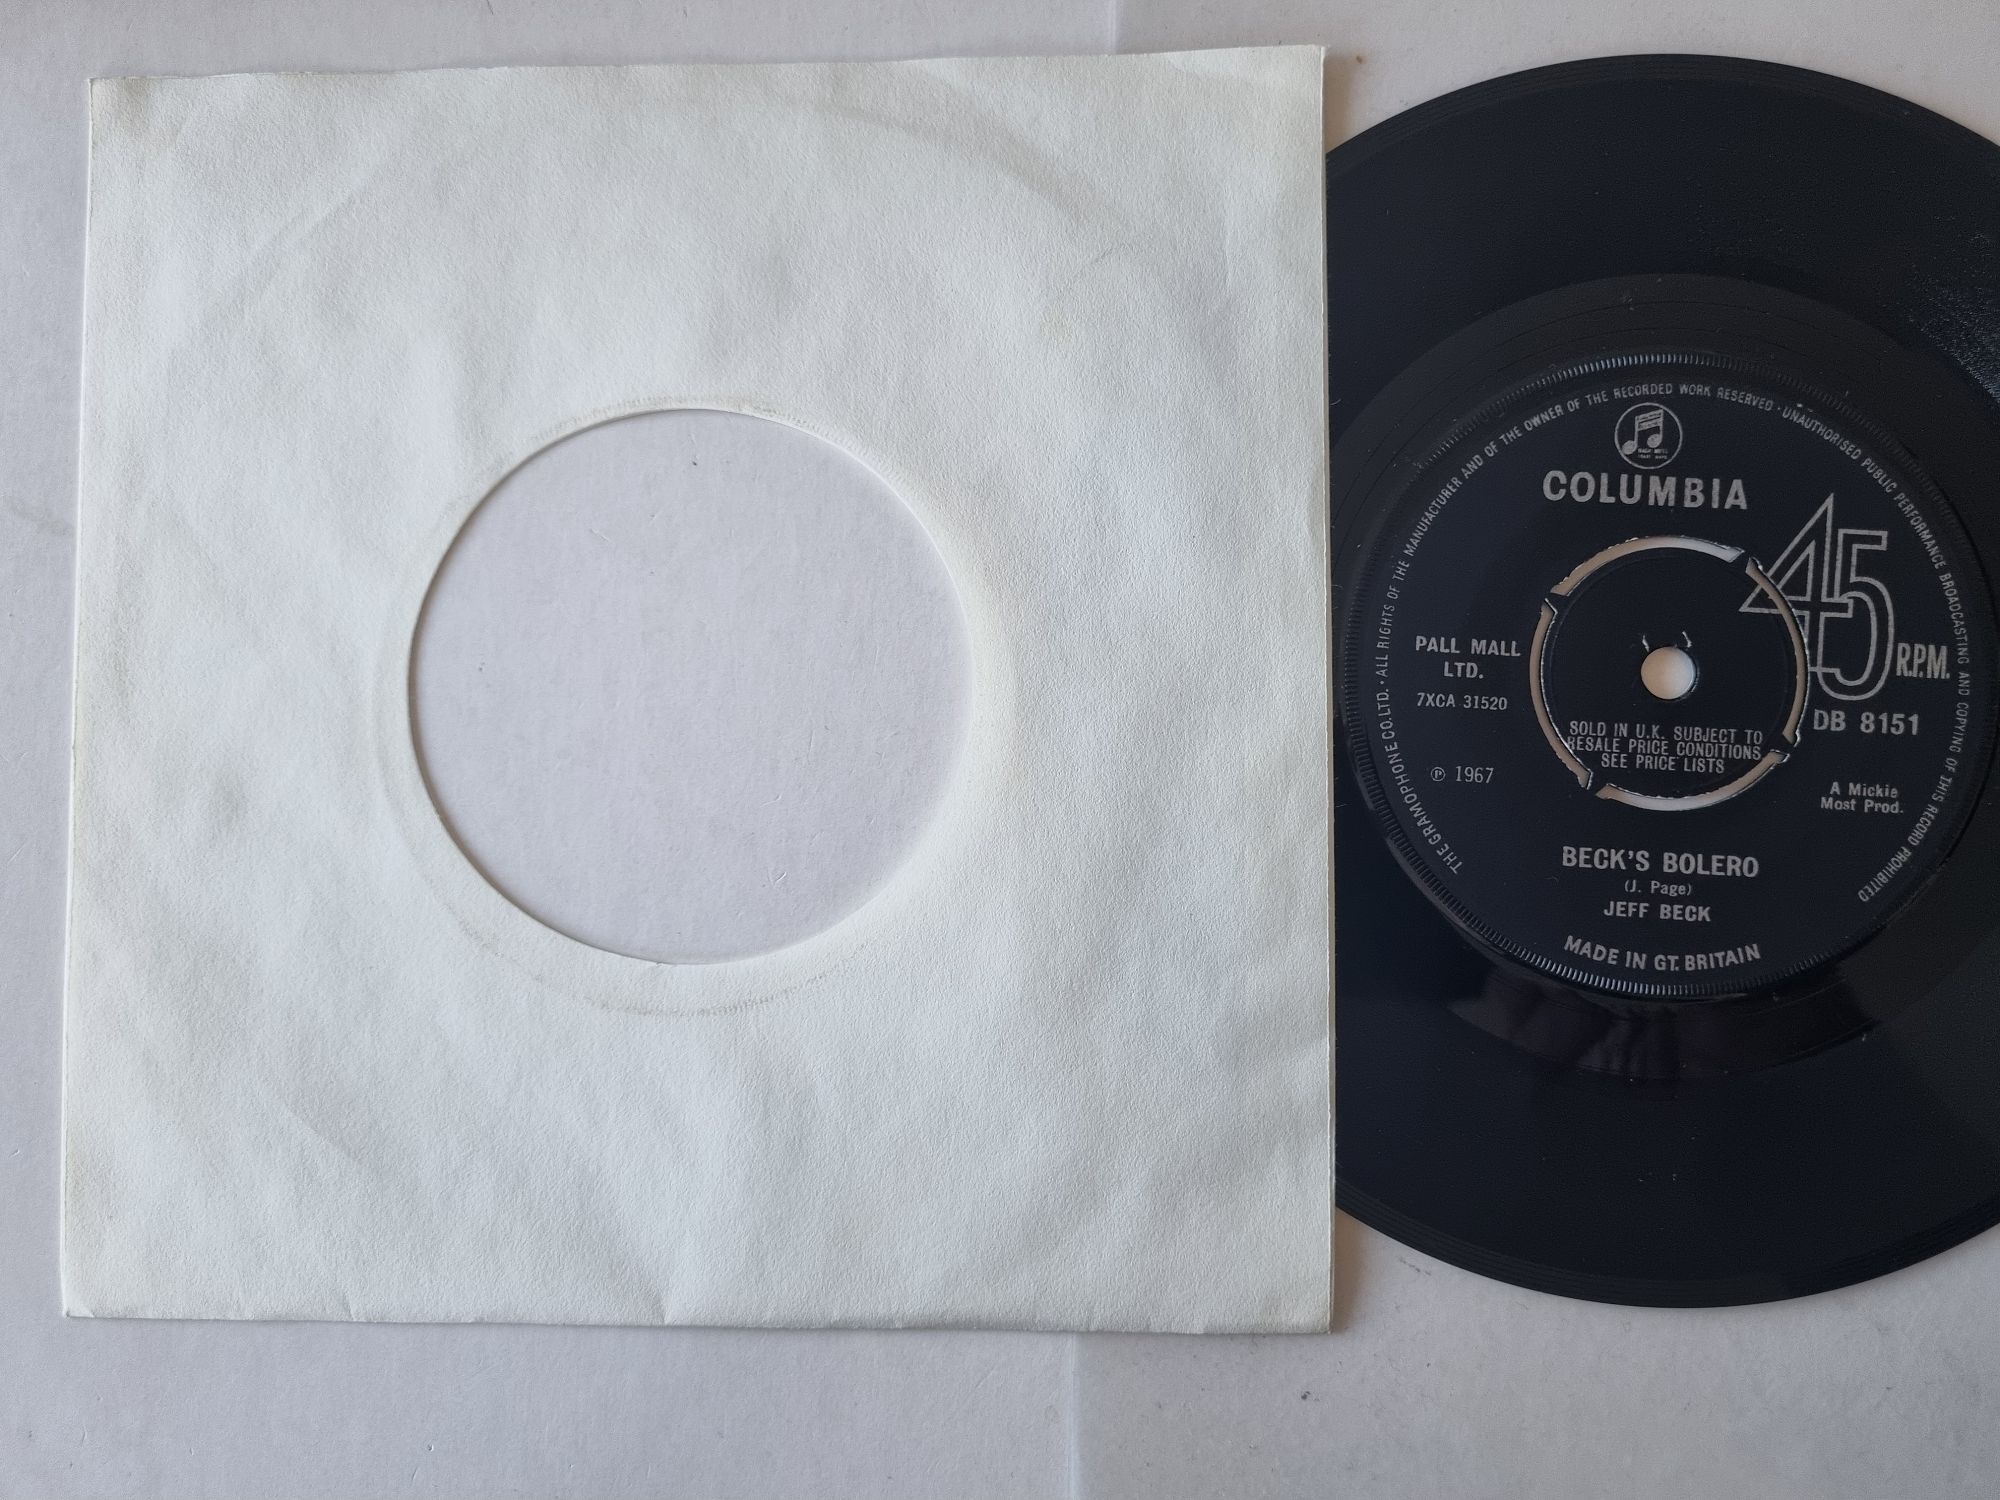 THE GRAMOPHONE CO. LTD. · ALL RIGHTS OF THE MANUFACTURER AND OF THE OWNER OF THE RECORDED WORK RESERVED · UNAUTHORISED PUBLIC PERFORMANCE BROADCASTING AND COPYING OF THIS RECORD PROHIBITED
COLUMBIA
45
R.P.M.
PALL MALL
LTD.
7XCA 31520
DB 8151
SOLD IN U.K. SUBJECT TO
RESALE PRICE CONDITIONS,
SEE PRICE LISTS
℗ 1967
A Mickie
Most Prod.
BECK'S BOLERO
(J. Page)
JEFF BECK
MADE IN GT. BRITAIN